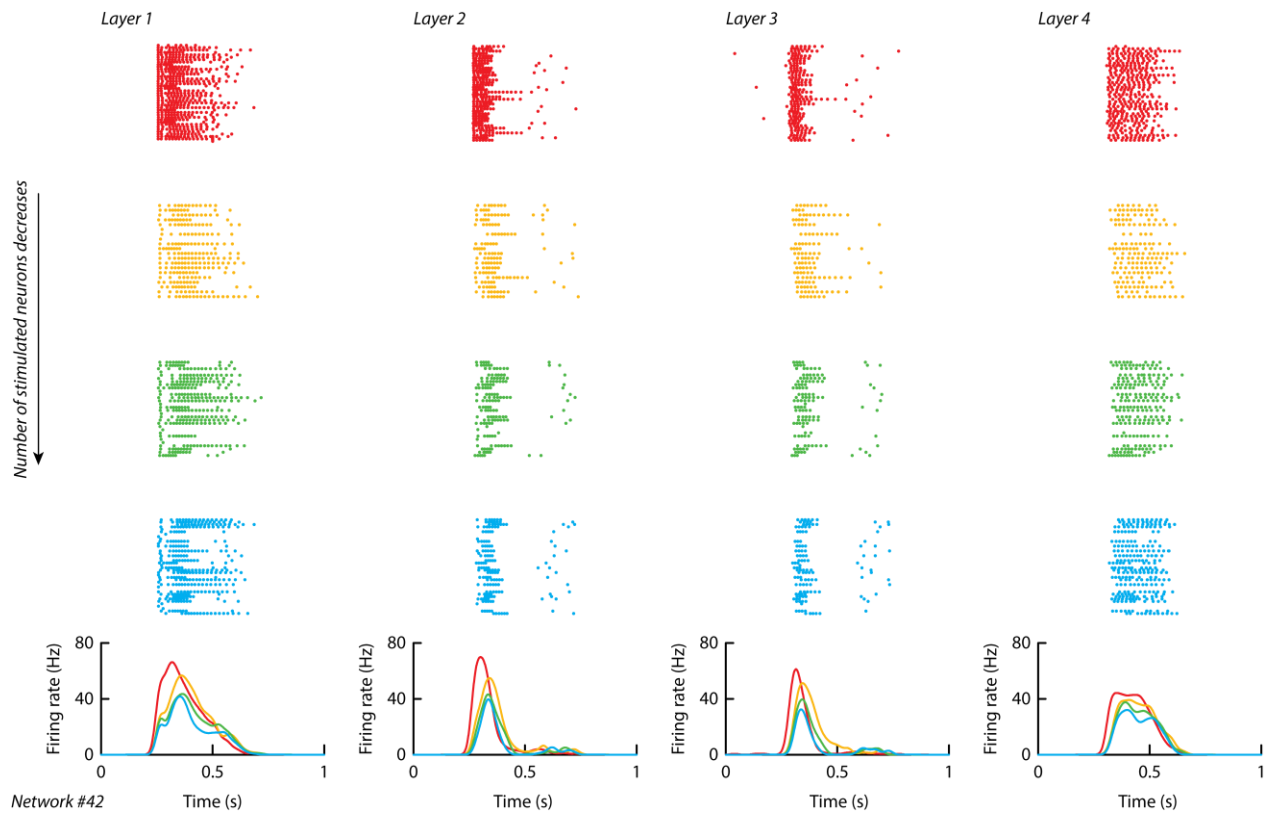 Layer 1
Layer 2
Layer 3
Layer 4
Number of stimulated neurons decreases
Firing rate (Hz)
80
40
0
0
0.5
1
Time (s)
Firing rate (Hz)
80
40
0
0
0.5
1
Time (s)
Firing rate (Hz)
80
40
0
0
0.5
1
Time (s)
Firing rate (Hz)
80
40
0
0
0.5
1
Time (s)
Network #42